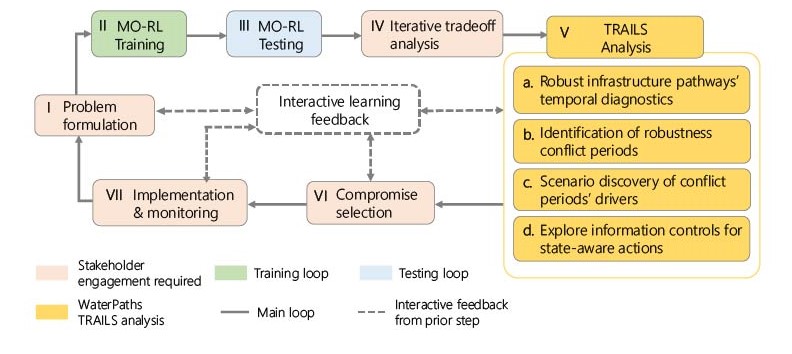 II MO-RL
Training
III MO-RL
Testing
IV Iterative tradeoff
analysis
V TRAILS
Analysis
I Problem
formulation
Interactive learning
feedback
a. Robust infrastructure pathways'
temporal diagnostics
b. Identification of robustness
conflict periods
c. Scenario discovery of conflict
periods' drivers
d. Explore information controls for
state-aware actions
VII Implementation
& monitoring
VI Compromise
selection
Stakeholder
engagement required
Training loop
Testing loop
WaterPaths
TRAILS analysis
Main loop
Interactive feedback
from prior step